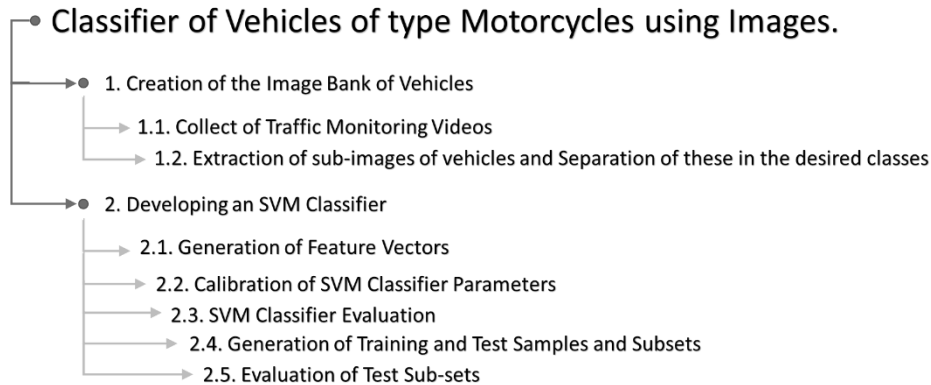 Classifier of Vehicles of type Motorcycles using Images.
1. Creation of the Image Bank of Vehicles
1.1. Collect of Traffic Monitoring Videos
1.2. Extraction of sub-images of vehicles and Separation of these in the desired classes
2. Developing an SVM Classifier
2.1. Generation of Feature Vectors
2.2. Calibration of SVM Classifier Parameters
2.3. SVM Classifier Evaluation
2.4. Generation of Training and Test Samples and Subsets
2.5. Evaluation of Test Sub-sets